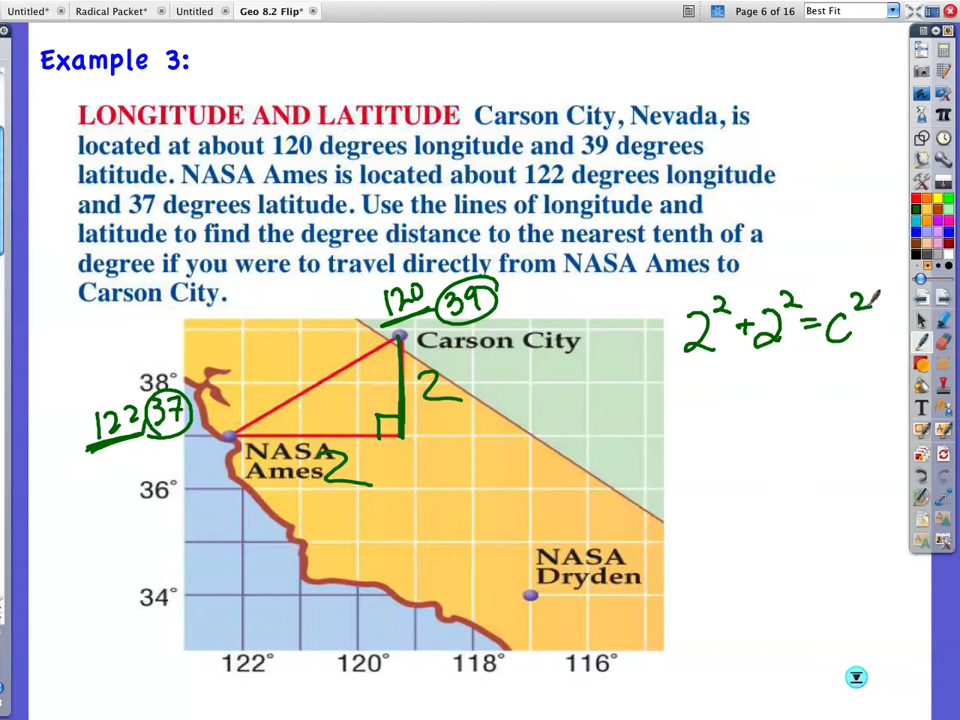 Untitled* Radical Packet* Untitled Geo 8.2 Flip* Page 6 of 16 Best Fit
Example 3:
LONGITUDE AND LATITUDE Carson City, Nevada, is
located at about 120 degrees longitude and 39 degrees
latitude. NASA Ames is located about 122 degrees longitude
and 37 degrees latitude. Use the lines of longitude and
latitude to find the degree distance to the nearest tenth of a
degree if you were to travel directly from NASA Ames to
Carson City.
120 39
2² + 2² = c²
Carson City
38°
2
122 37
NASA
Ames
2
36°
NASA
Dryden
34°
122° 120° 118° 116°